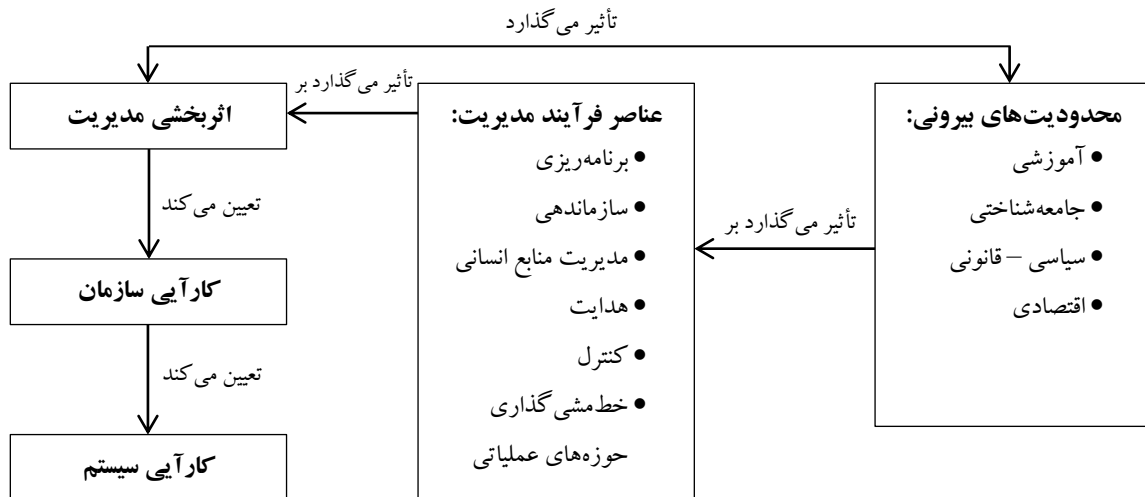 تأثیر می‌گذارد
محدودیت‌های بیرونی:
• آموزشی
• جامعه‌شناختی
• سیاسی – قانونی
• اقتصادی
تأثیر می‌گذارد بر
عناصر فرآیند مدیریت:
• برنامه‌ریزی
• سازماندهی
• مدیریت منابع انسانی
• هدایت
• کنترل
• خط‌مشی‌گذاری
حوزه‌های عملیاتی
تأثیر می‌گذارد بر
اثربخشی مدیریت
تعیین می‌کند
کارآیی سازمان
تعیین می‌کند
کارآیی سیستم